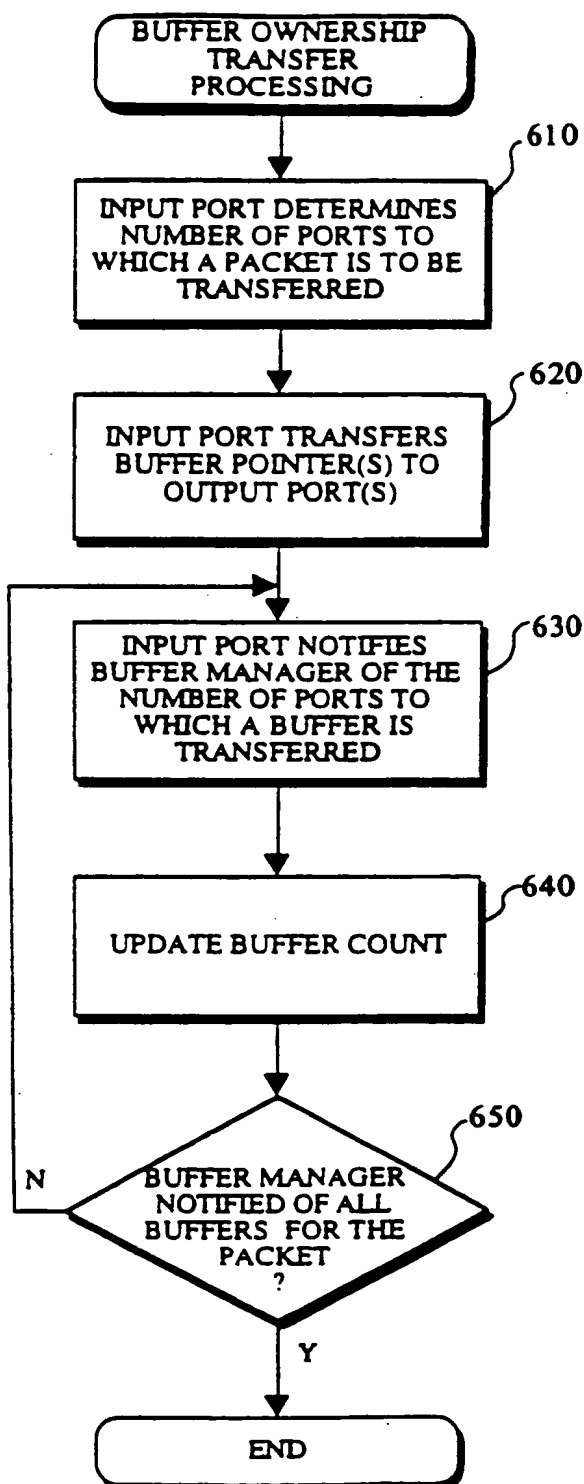 BUFFER OWNERSHIP
TRANSFER
PROCESSING
610
INPUT PORT DETERMINES
NUMBER OF PORTS TO
WHICH A PACKET IS TO BE
TRANSFERRED
620
INPUT PORT TRANSFERS
BUFFER POINTER(S) TO
OUTPUT PORT(S)
630
INPUT PORT NOTIFIES
BUFFER MANAGER OF THE
NUMBER OF PORTS TO
WHICH A BUFFER IS
TRANSFERRED
640
UPDATE BUFFER COUNT
650
N
BUFFER MANAGER
NOTIFIED OF ALL
BUFFERS FOR THE
PACKET
?
Y
END